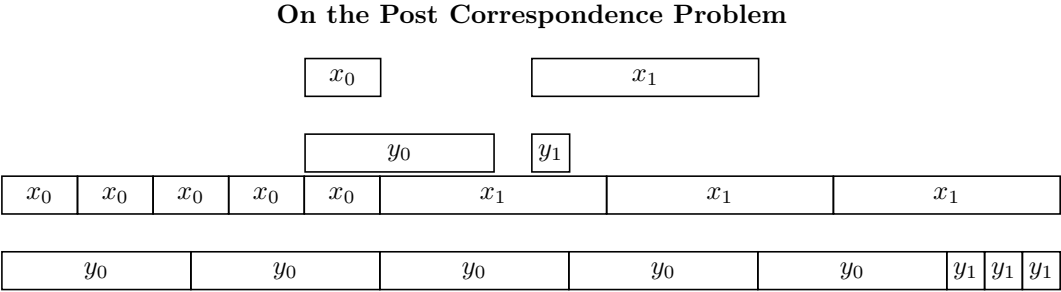 On the Post Correspondence Problem
x₀ x₁
y₀ y₁
x₀ x₀ x₀ x₀ x₀ x₁ x₁ x₁
y₀ y₀ y₀ y₀ y₀ y₁ y₁ y₁